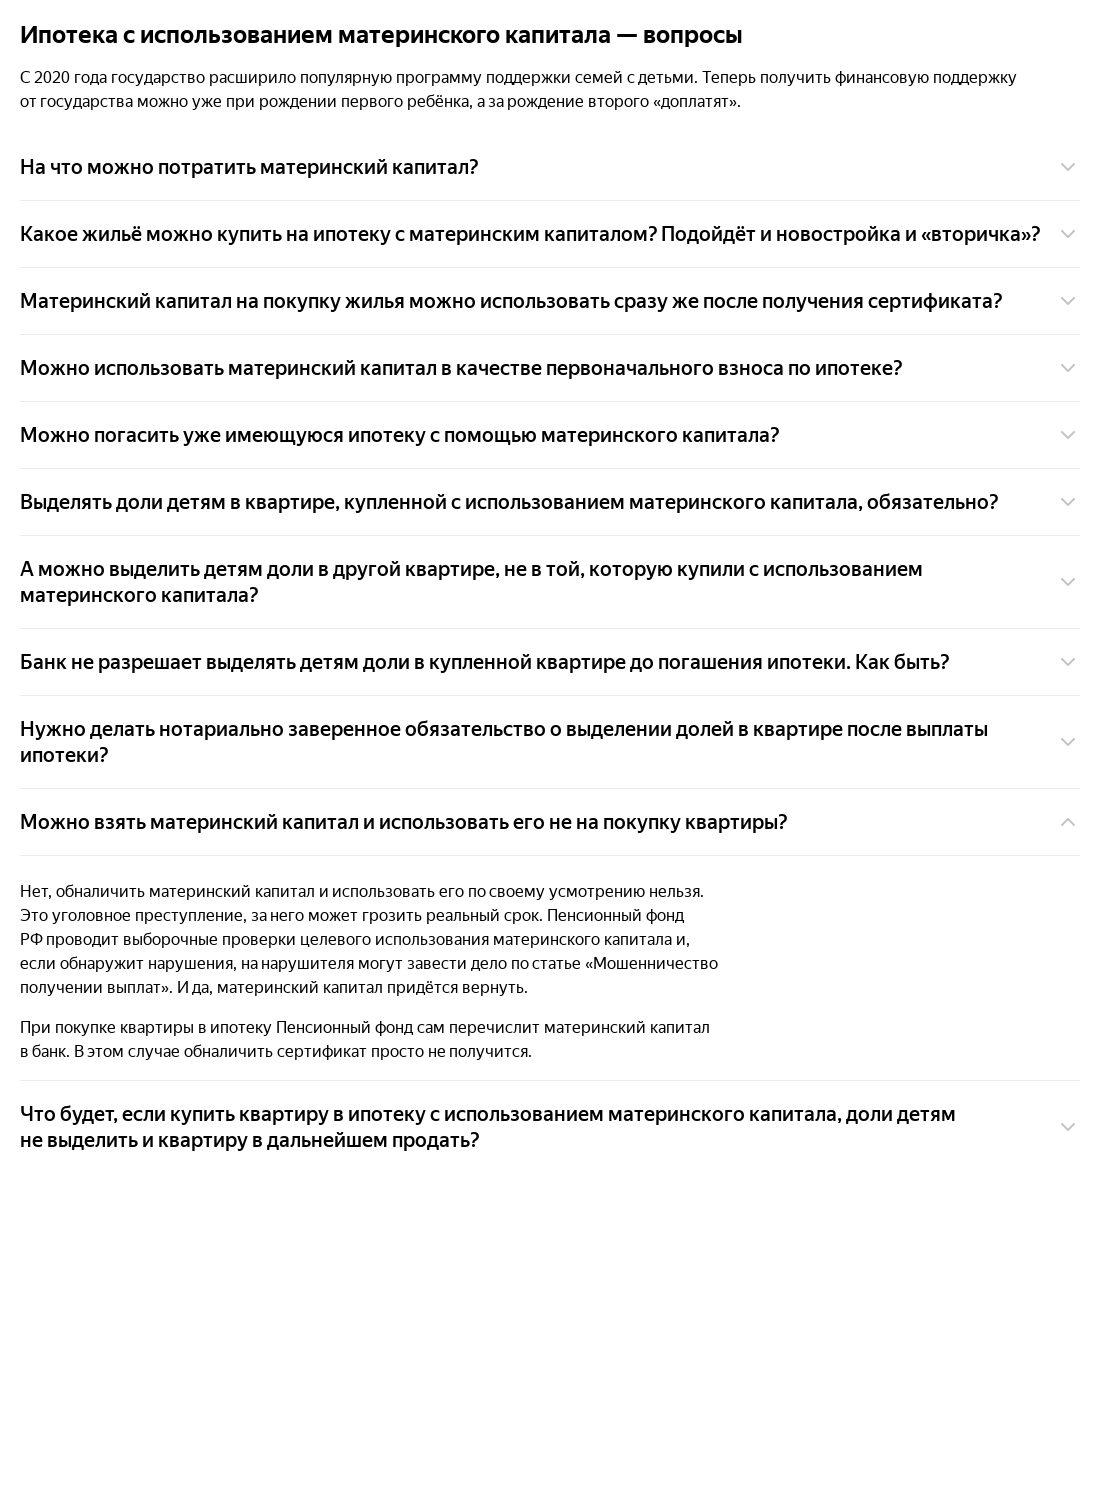 Ипотека с использованием материнского капитала — вопросы
С 2020 года государство расширило популярную программу поддержки семей с детьми. Теперь получить финансовую поддержку
от государства можно уже при рождении первого ребёнка, а за рождение второго «доплатят».
На что можно потратить материнский капитал?
Какое жильё можно купить на ипотеку с материнским капиталом? Подойдёт и новостройка и «вторичка»?
Материнский капитал на покупку жилья можно использовать сразу же после получения сертификата?
Можно использовать материнский капитал в качестве первоначального взноса по ипотеке?
Можно погасить уже имеющуюся ипотеку с помощью материнского капитала?
Выделять доли детям в квартире, купленной с использованием материнского капитала, обязательно?
А можно выделить детям доли в другой квартире, не в той, которую купили с использованием
материнского капитала?
Банк не разрешает выделять детям доли в купленной квартире до погашения ипотеки. Как быть?
Нужно делать нотариально заверенное обязательство о выделении долей в квартире после выплаты
ипотеки?
Можно взять материнский капитал и использовать его не на покупку квартиры?
Нет, обналичить материнский капитал и использовать его по своему усмотрению нельзя.
Это уголовное преступление, за него может грозить реальный срок. Пенсионный фонд
РФ проводит выборочные проверки целевого использования материнского капитала и,
если обнаружит нарушения, на нарушителя могут завести дело по статье «Мошенничество
получении выплат». И да, материнский капитал придётся вернуть.
При покупке квартиры в ипотеку Пенсионный фонд сам перечислит материнский капитал
в банк. В этом случае обналичить сертификат просто не получится.
Что будет, если купить квартиру в ипотеку с использованием материнского капитала, доли детям
не выделить и квартиру в дальнейшем продать?